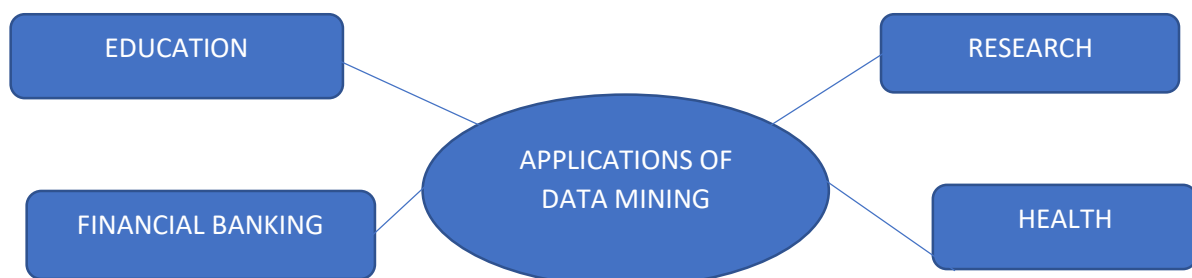 EDUCATION
RESEARCH
APPLICATIONS OF
DATA MINING
FINANCIAL BANKING
HEALTH